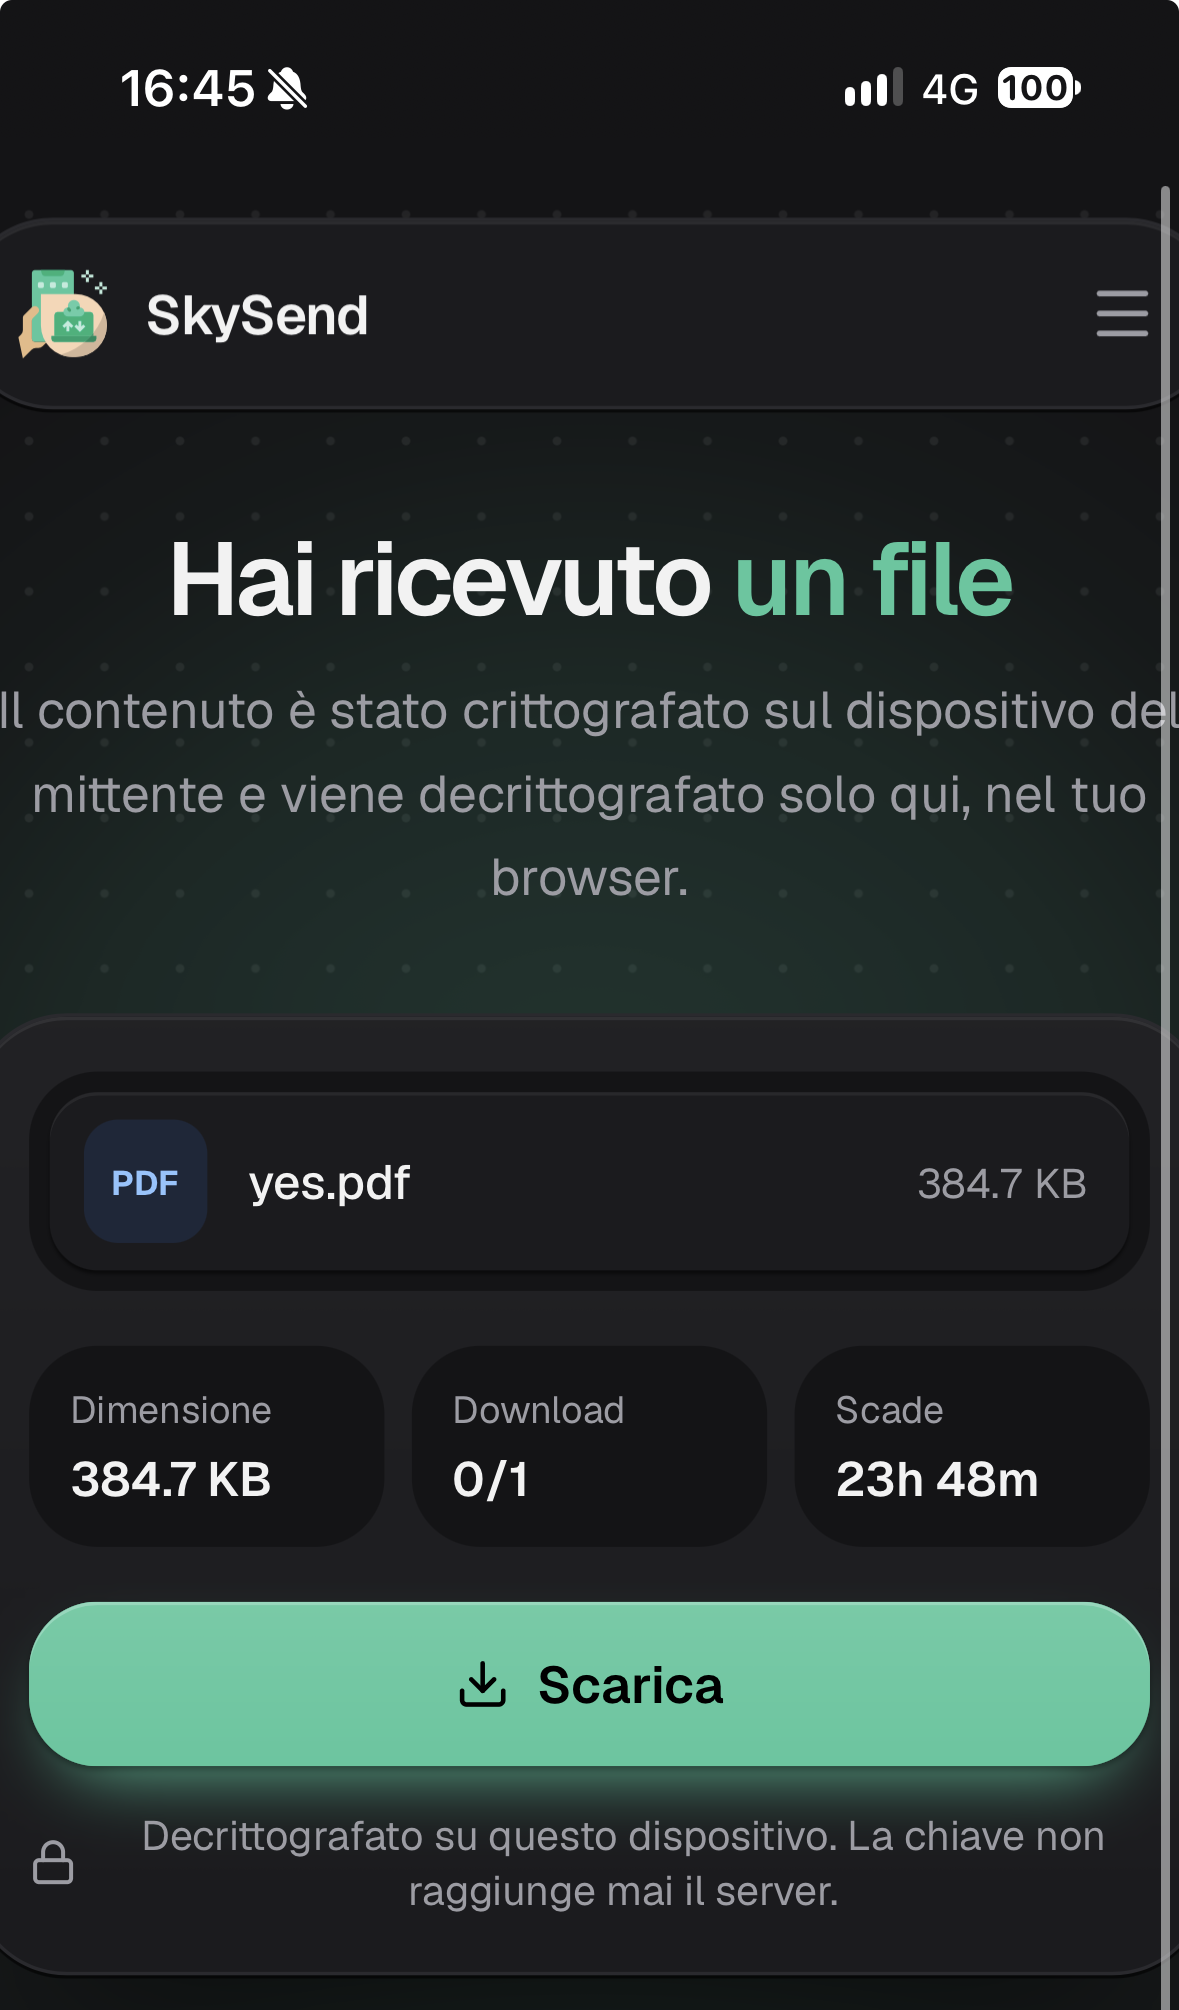 16:45
4G
100
SkySend
Hai ricevuto un file
Il contenuto è stato crittografato sul dispositivo del
mittente e viene decrittografato solo qui, nel tuo
browser.
PDF
yes.pdf
384.7 KB
Dimensione
384.7 KB
Download
0/1
Scade
23h 48m
Scarica
Decrittografato su questo dispositivo. La chiave non
raggiunge mai il server.